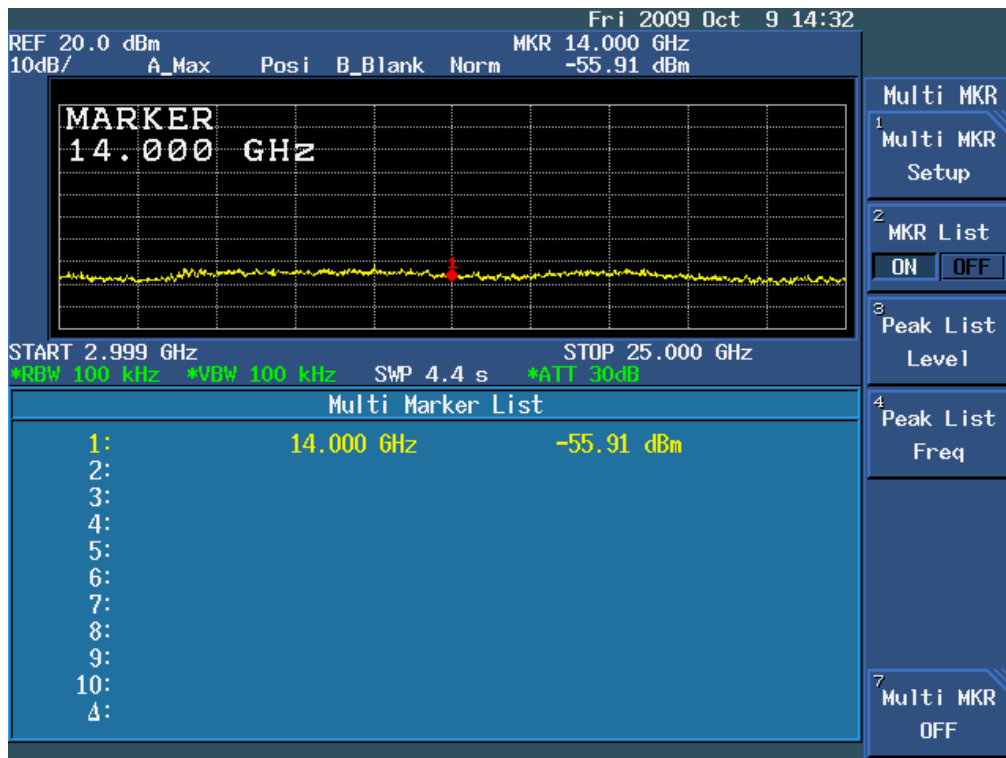 Fri 2009 Oct 9 14:32
REF 20.0 dBm MKR 14.000 GHz
10dB/ A_Max Posi B_Blank Norm -55.91 dBm
MARKER
14.000 GHz
1
START 2.999 GHz STOP 25.000 GHz
*RBW 100 kHz *VBW 100 kHz SWP 4.4 s *ATT 30dB
Multi Marker List
1: 14.000 GHz -55.91 dBm
2:
3:
4:
5:
6:
7:
8:
9:
10:
Δ:
Multi MKR
1
Multi MKR
Setup
2
MKR List
ON OFF
3
Peak List
Level
4
Peak List
Freq
7
Multi MKR
OFF